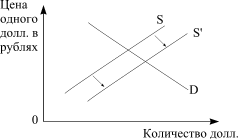 Цена
одного
долл. в
рублях
S
S'
D
0
Количество долл.